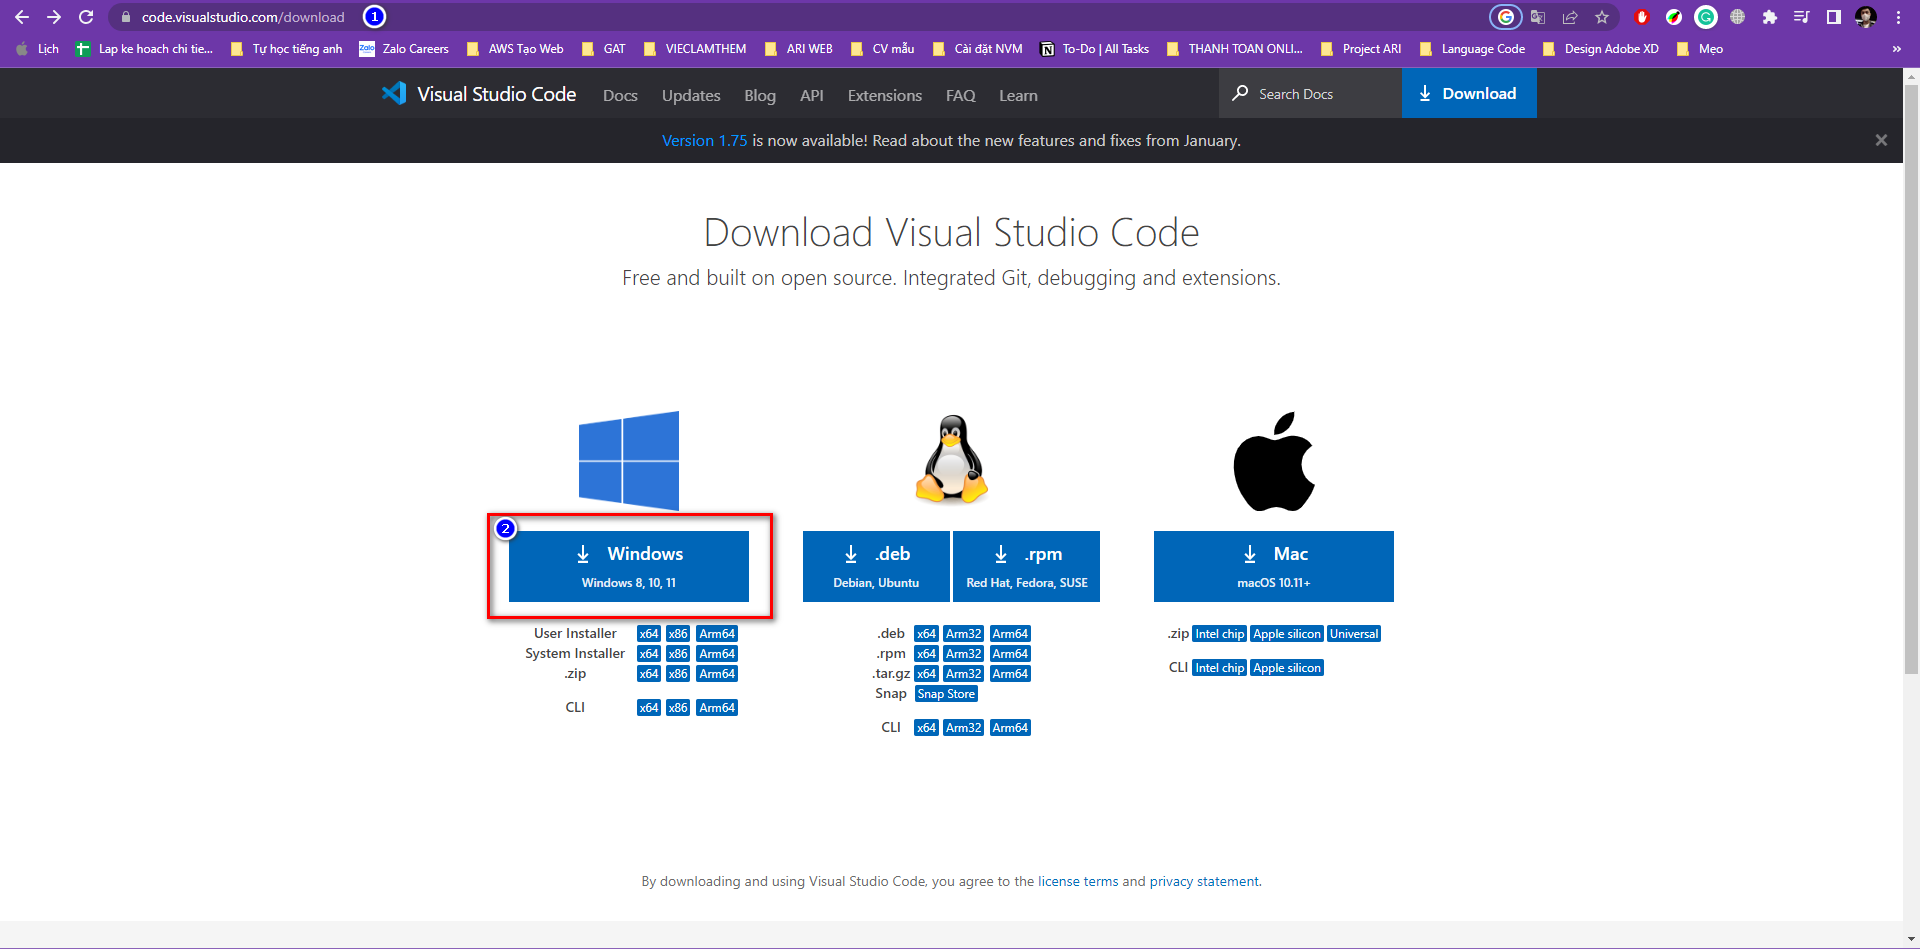 code.visualstudio.com/download 1
Lịch Lap ke hoach chi tie... Tự học tiếng anh Zalo Zalo Careers AWS Tạo Web GAT VIECLAMTHEM ARI WEB CV mẫu Cài đặt NVM To-Do | All Tasks THANH TOAN ONLI... Project ARI Language Code Design Adobe XD Mẹo »
Visual Studio Code Docs Updates Blog API Extensions FAQ Learn Search Docs Download
Version 1.75 is now available! Read about the new features and fixes from January.
Download Visual Studio Code
Free and built on open source. Integrated Git, debugging and extensions.
2
Windows
Windows 8, 10, 11
User Installer x64 x86 Arm64
System Installer x64 x86 Arm64
.zip x64 x86 Arm64
CLI x64 x86 Arm64
.deb
Debian, Ubuntu
.rpm
Red Hat, Fedora, SUSE
.deb x64 Arm32 Arm64
.rpm x64 Arm32 Arm64
.tar.gz x64 Arm32 Arm64
Snap Snap Store
CLI x64 Arm32 Arm64
Mac
macOS 10.11+
.zip Intel chip Apple silicon Universal
CLI Intel chip Apple silicon
By downloading and using Visual Studio Code, you agree to the license terms and privacy statement.